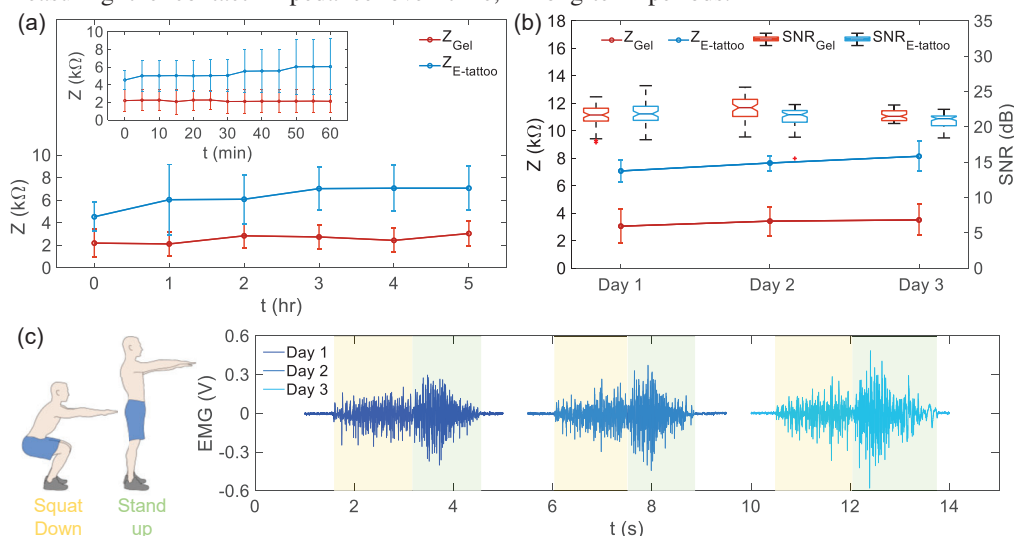 (a)
Z (kΩ)
10
8
6
4
2
0
0 10 20 30 40 50 60
t (min)
Z_Gel
Z_E-tattoo
Z (kΩ)
10
8
6
4
2
0
0 1 2 3 4 5
t (hr)
(b)
Z_Gel Z_E-tattoo SNR_Gel SNR_E-tattoo
Z (kΩ)
18
16
14
12
10
8
6
4
2
0
35
30
25
20
15
10
5
0
SNR (dB)
Day 1 Day 2 Day 3
(c)
Squat
Down
Stand
up
EMG (V)
0.6
0.3
0
-0.3
-0.6
Day 1
Day 2
Day 3
0 2 4 6 8 10 12 14
t (s)